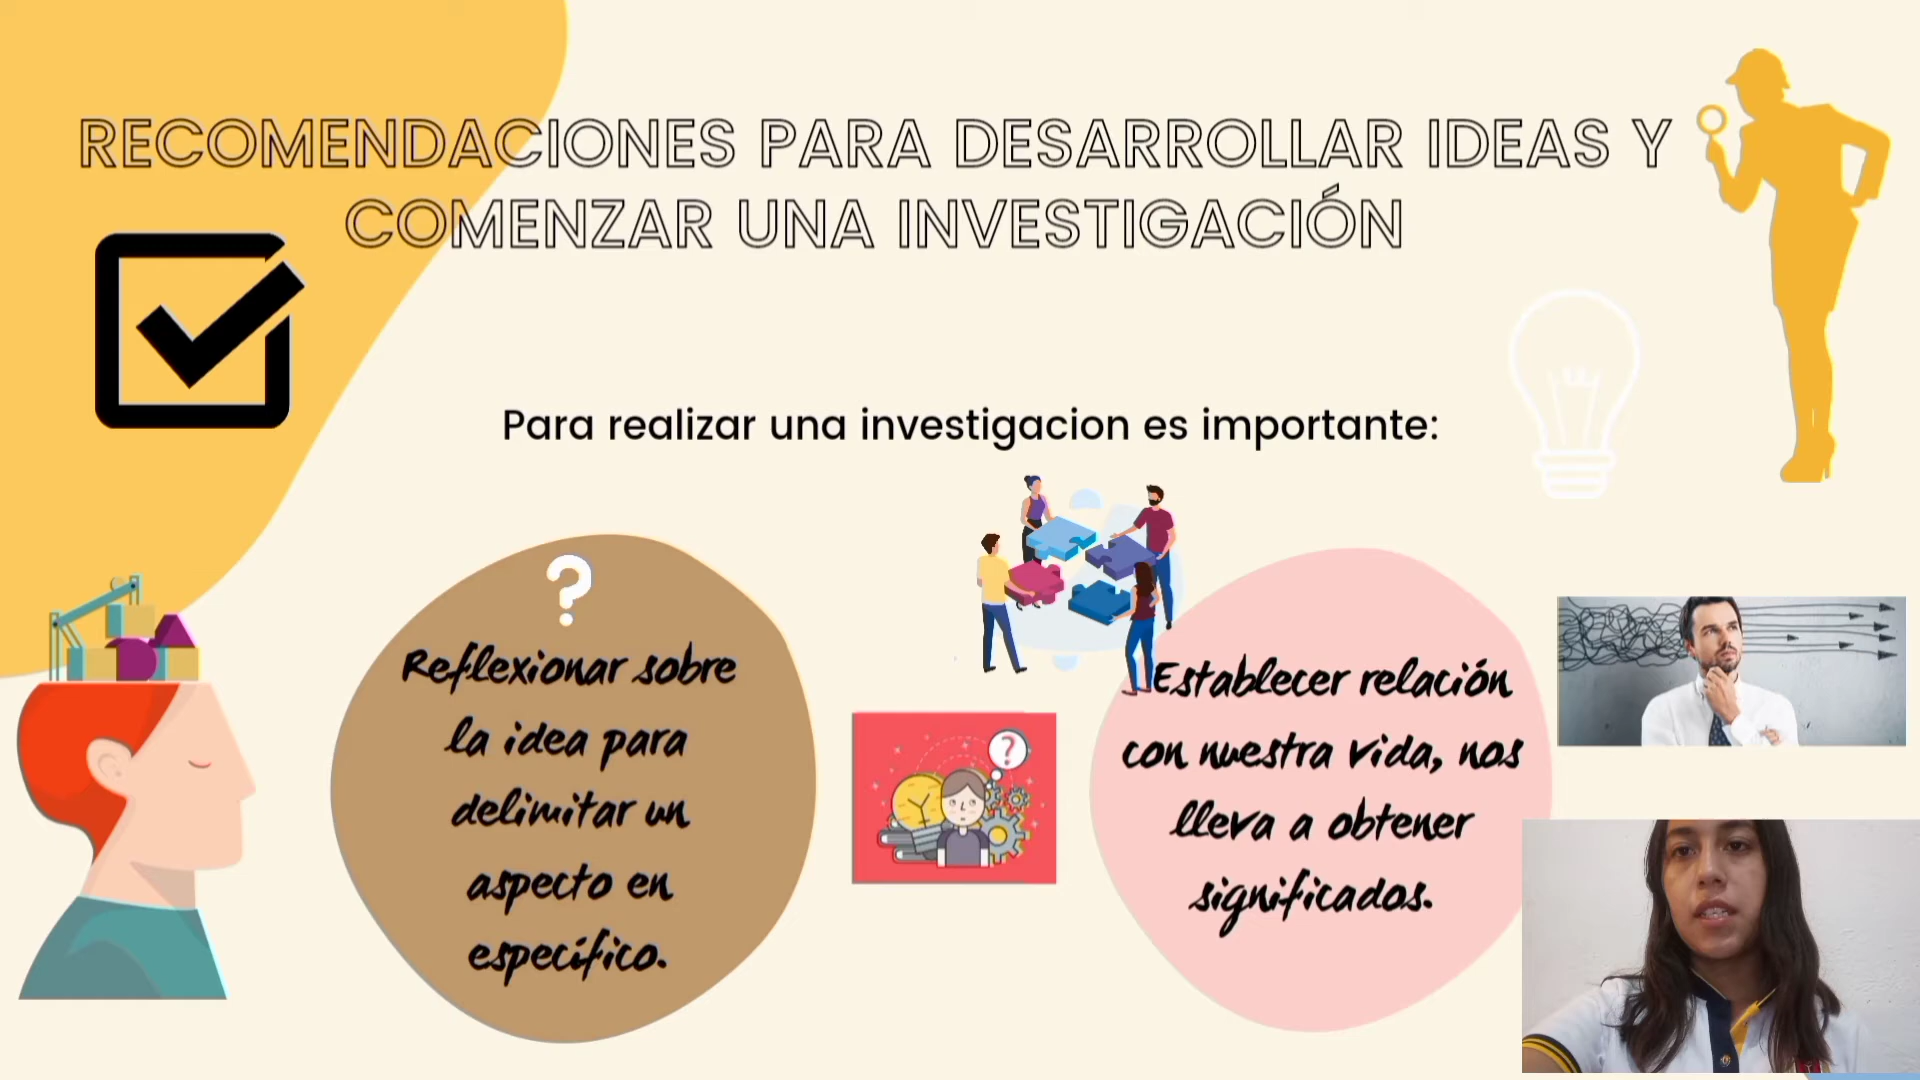 RECOMENDACIONES PARA DESARROLLAR IDEAS Y
COMENZAR UNA INVESTIGACIÓN
Para realizar una investigacion es importante:
?
Reflexionar sobre
la idea para
delimitar un
aspecto en
específico.
?
Establecer relación
con nuestra vida, nos
lleva a obtener
significados.